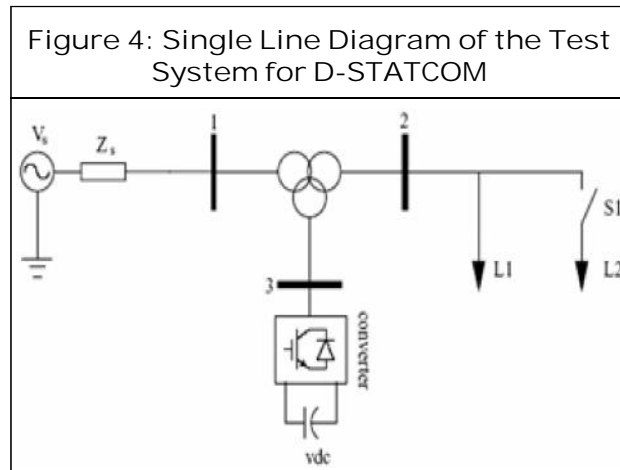 Figure 4: Single Line Diagram of the Test
System for D-STATCOM
1
2
Vs
Zs
S1
L1
L2
3
converter
vdc